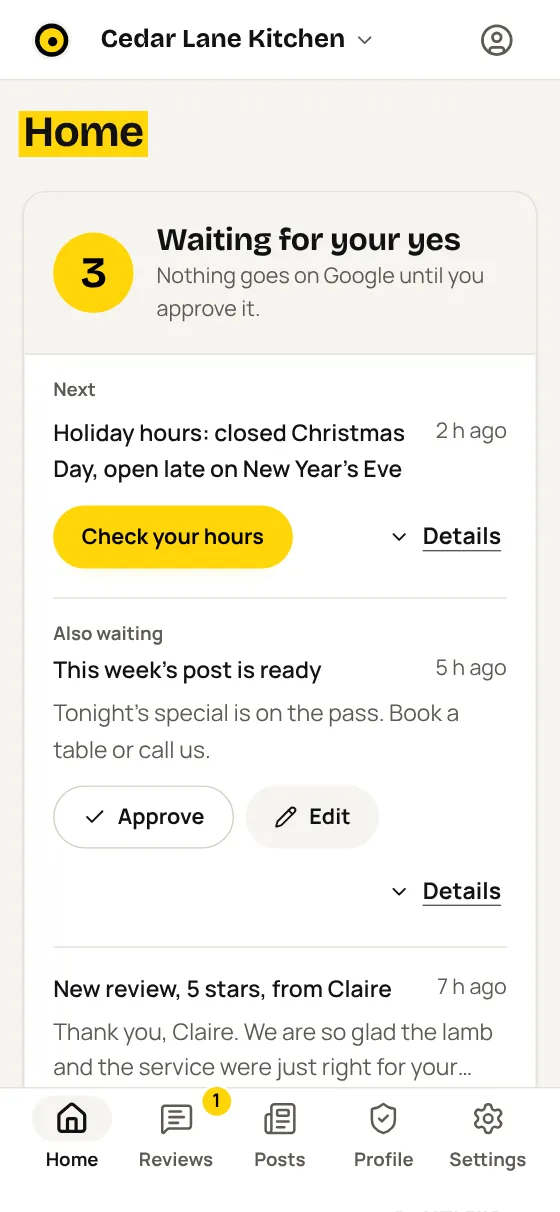 Cedar Lane Kitchen
Home
3
Waiting for your yes
Nothing goes on Google until you
approve it.
Next
Holiday hours: closed Christmas
Day, open late on New Year's Eve
2 h ago
Check your hours
Details
Also waiting
This week's post is ready
5 h ago
Tonight's special is on the pass. Book a
table or call us.
Approve
Edit
Details
New review, 5 stars, from Claire
7 h ago
Thank you, Claire. We are so glad the lamb
and the service were just right for your…
1
Home
Reviews
Posts
Profile
Settings